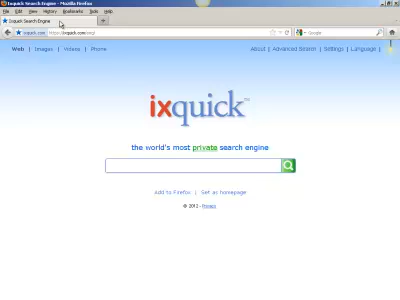 Ixquick Search Engine - Mozilla Firefox
File Edit View History Bookmarks Tools Help
Ixquick Search Engine
ixquick.com https://ixquick.com/eng/ Google
Web | Images | Videos | Phone About | Advanced Search | Settings | Language |
ixquick™
the world's most private search engine
Add to Firefox | Set as homepage
© 2012 - Privacy